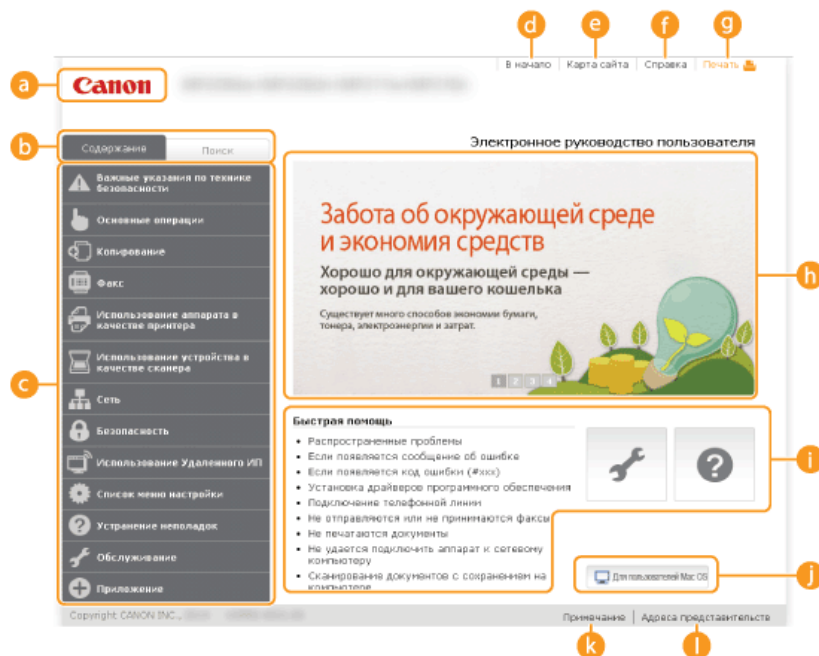 d e f g
В начало Карта сайта Справка Печать
a Canon
b Содержание Поиск
Электронное руководство пользователя
c
Важные указания по технике
безопасности
Основные операции
Копирование
Факс
Использование аппарата в
качестве принтера
Использование устройства в
качестве сканера
Сеть
Безопасность
Использование Удаленного ИП
Список меню настройки
Устранение неполадок
Обслуживание
Приложение
Забота об окружающей среде
и экономия средств
Хорошо для окружающей среды —
хорошо и для вашего кошелька
Существует много способов экономии бумаги,
тонера, электроэнергии и затрат.
1 2 3 4
h
Быстрая помощь
• Распространенные проблемы
• Если появляется сообщение об ошибке
• Если появляется код ошибки (#xxx)
• Установка драйверов программного обеспечения
• Подключение телефонной линии
• Не отправляются или не принимаются факсы
• Не печатаются документы
• Не удается подключить аппарат к сетевому
компьютеру
• Сканирование документов с сохранением на
компьютере
i
Для пользователей Mac OS j
Copyright CANON INC.,
Примечание Адреса представительств
k l